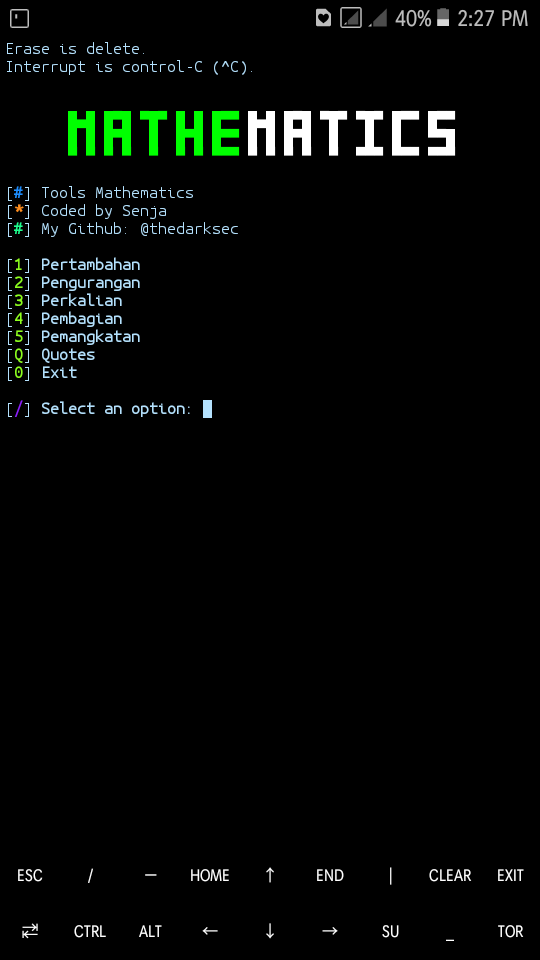 40% 2:27 PM
Erase is delete.
Interrupt is control-C (^C).
MATHEMATICS
[#] Tools Mathematics
[*] Coded by Senja
[#] My Github: @thedarksec
[1] Pertambahan
[2] Pengurangan
[3] Perkalian
[4] Pembagian
[5] Pemangkatan
[Q] Quotes
[0] Exit
[/] Select an option:
ESC / — HOME ↑ END | CLEAR EXIT
⇄ CTRL ALT ← ↓ → SU _ TOR